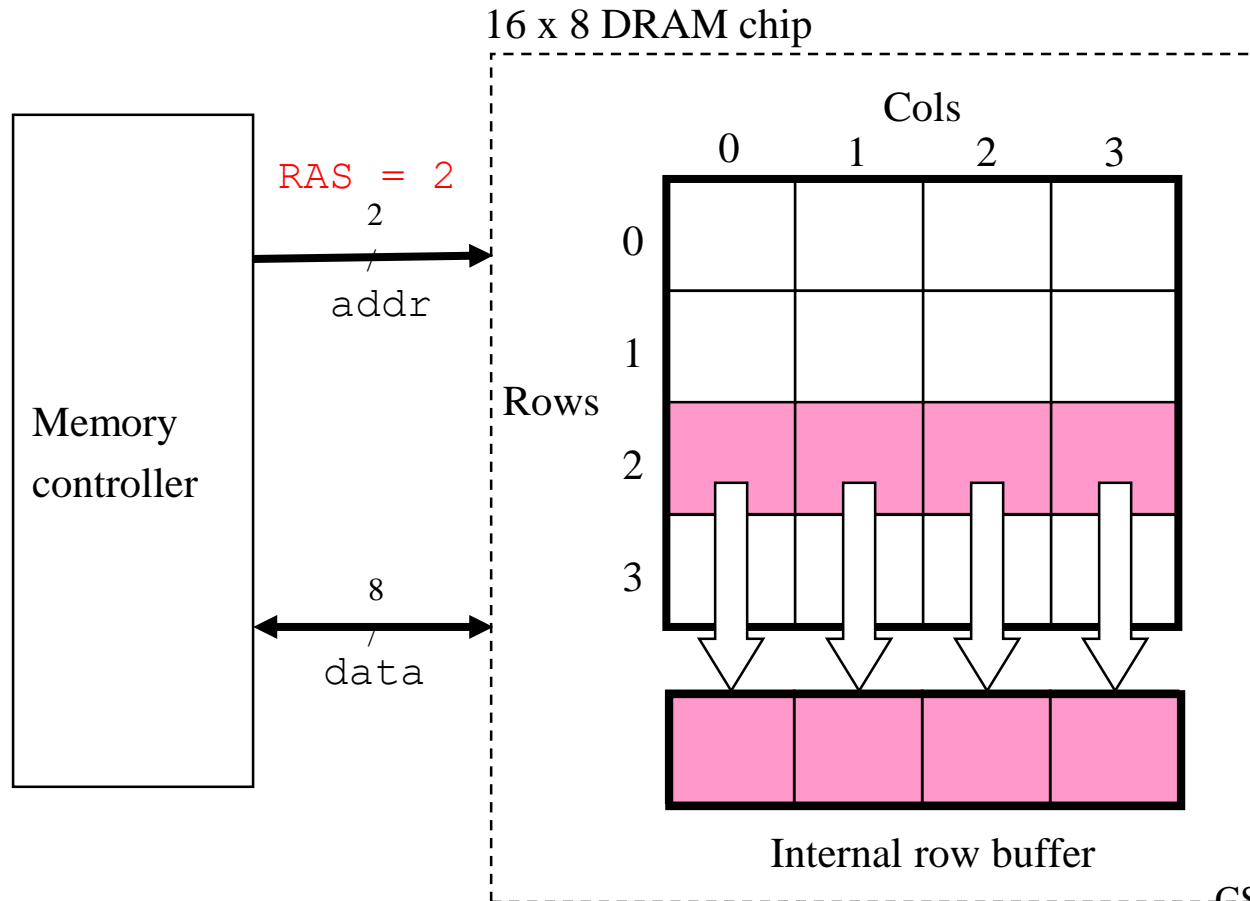 16 x 8 DRAM chip
Cols
0 1 2 3
RAS = 2
2
addr
0
1
Rows
2
3
Memory
controller
8
data
Internal row buffer